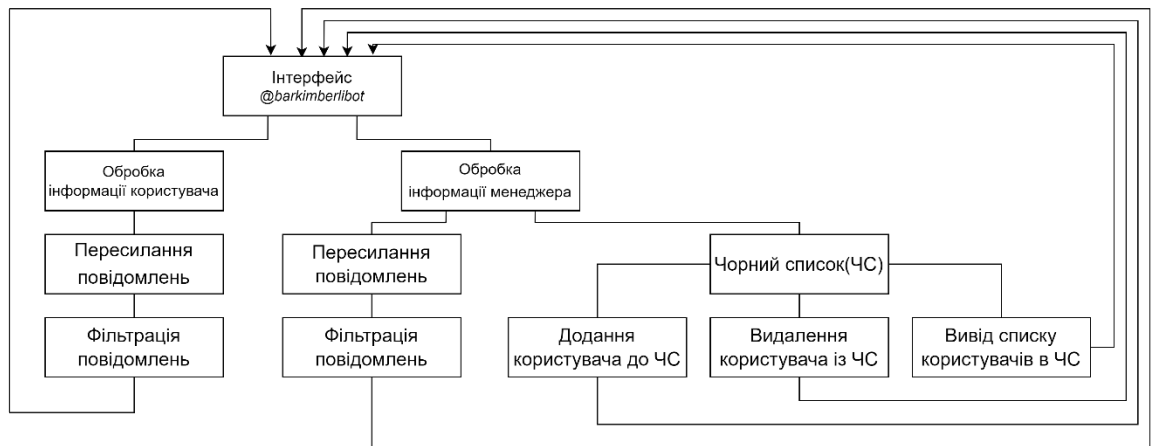 Інтерфейс
@barkimberlibot
Обробка
інформації користувача
Обробка
інформації менеджера
Пересилання
повідомлень
Пересилання
повідомлень
Чорний список(ЧС)
Фільтрація
повідомлень
Фільтрація
повідомлень
Додання
користувача до ЧС
Видалення
користувача із ЧС
Вивід списку
користувачів в ЧС